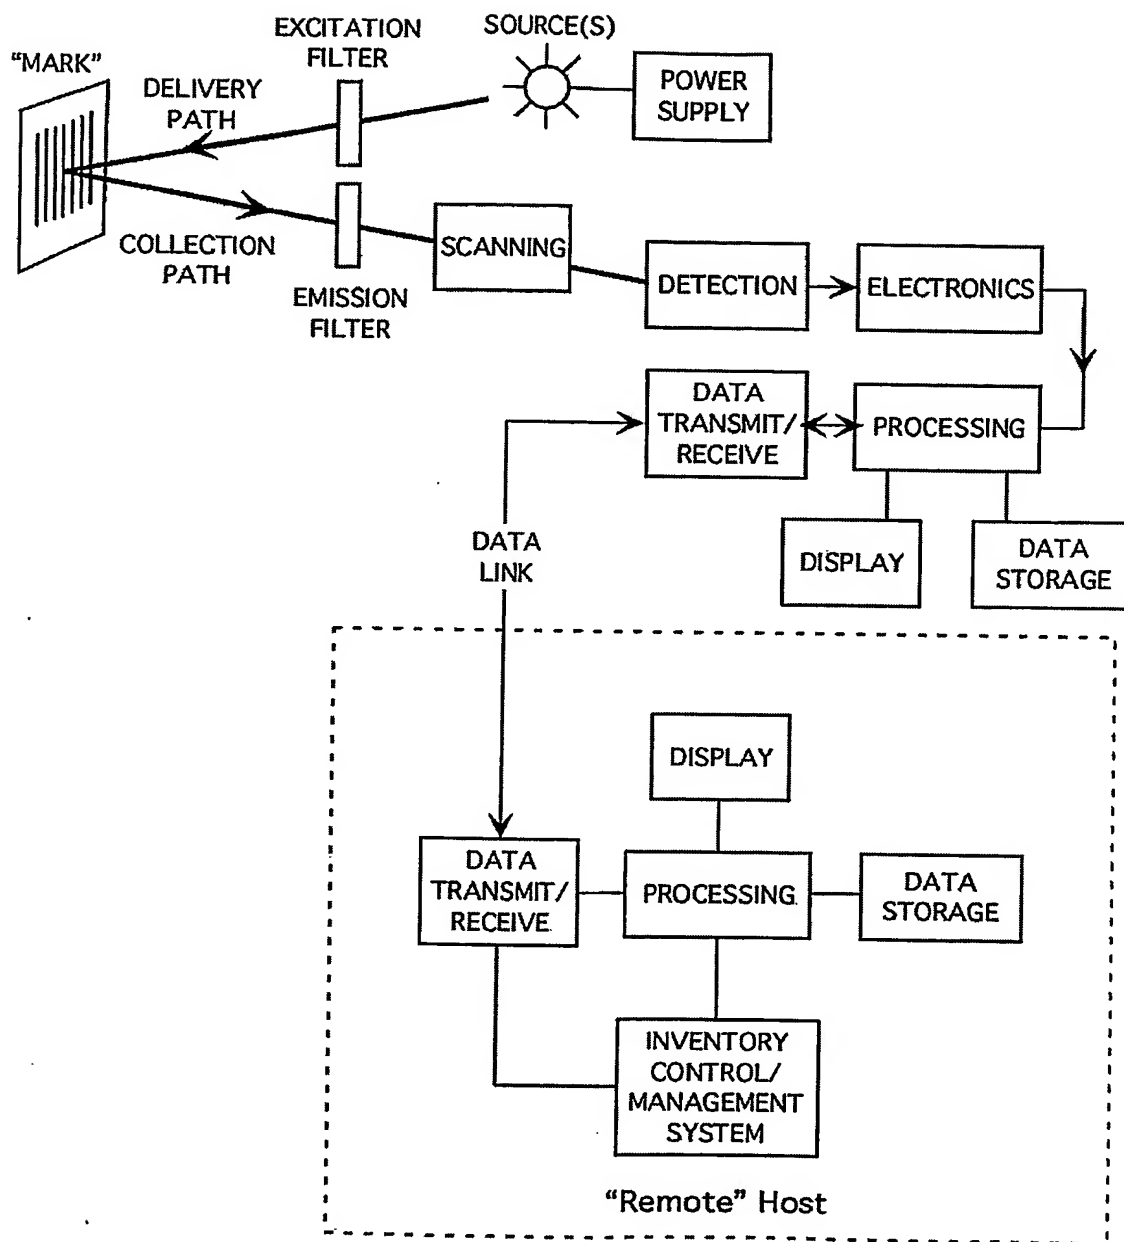 EXCITATION
FILTER
SOURCE(S)
"MARK"
DELIVERY
PATH
POWER
SUPPLY
COLLECTION
PATH
EMISSION
FILTER
SCANNING
DETECTION
ELECTRONICS
DATA
TRANSMIT/
RECEIVE
PROCESSING
DISPLAY
DATA
STORAGE
DATA
LINK
DISPLAY
DATA
TRANSMIT/
RECEIVE
PROCESSING
DATA
STORAGE
INVENTORY
CONTROL/
MANAGEMENT
SYSTEM
"Remote" Host